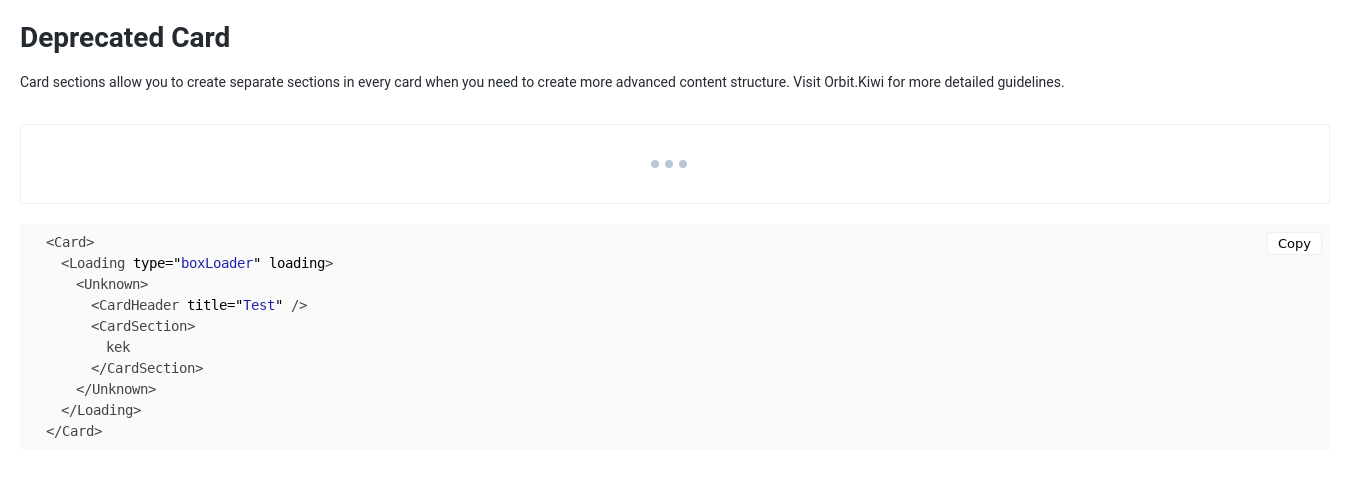 Deprecated Card
Card sections allow you to create separate sections in every card when you need to create more advanced content structure. Visit Orbit.Kiwi for more detailed guidelines.
Copy
<Card>
  <Loading type="boxLoader" loading>
    <Unknown>
      <CardHeader title="Test" />
      <CardSection>
        kek
      </CardSection>
    </Unknown>
  </Loading>
</Card>